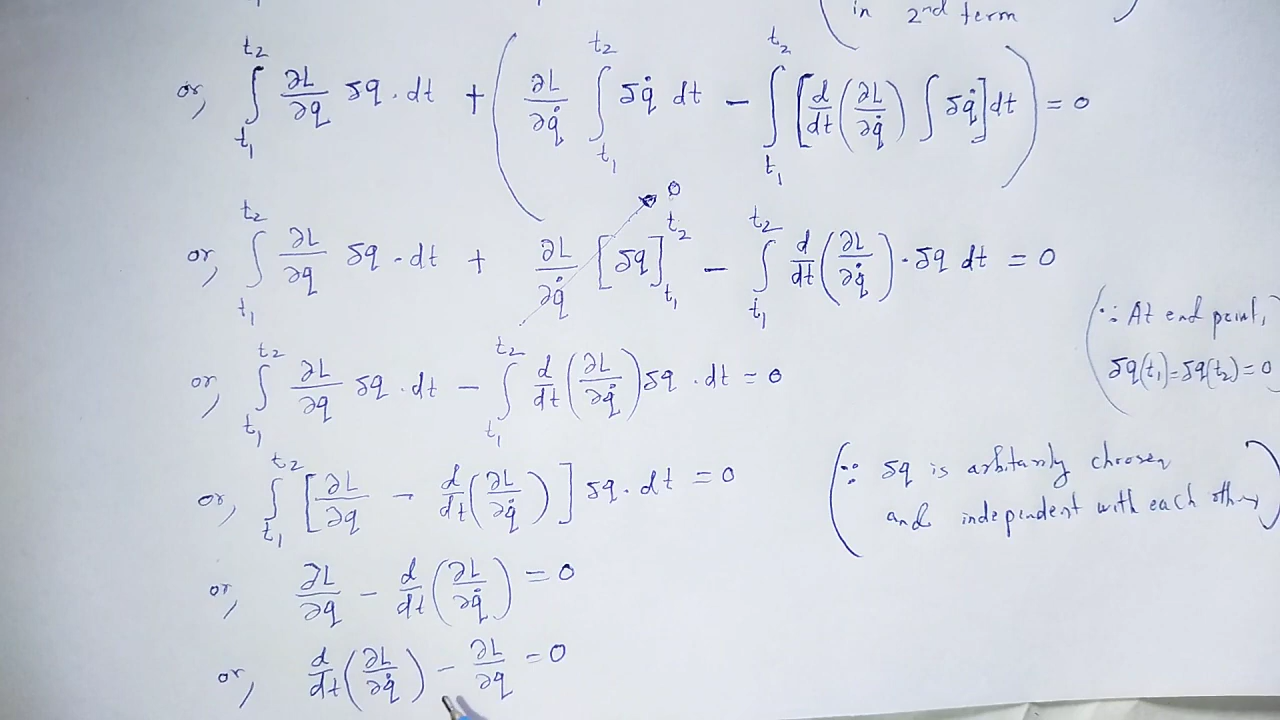 in 2nd term
or, ∫_{t₁}^{t₂} ∂L/∂q δq · dt + ( ∂L/∂q̇ ∫_{t₁}^{t₂} δq̇ dt − ∫_{t₁}^{t₂} [ d/dt ( ∂L/∂q̇ ) ∫ δq̇ ] dt ) = 0
or, ∫_{t₁}^{t₂} ∂L/∂q δq · dt + ∂L/∂q̇ [ δq ]_{t₁}^{t₂} ↗ 0 − ∫_{t₁}^{t₂} d/dt ( ∂L/∂q̇ ) · δq dt = 0
( ∵ At end point,
δq(t₁) = δq(t₂) = 0
or, ∫_{t₁}^{t₂} ∂L/∂q δq · dt − ∫_{t₁}^{t₂} d/dt ( ∂L/∂q̇ ) δq · dt = 0
or, ∫_{t₁}^{t₂} [ ∂L/∂q − d/dt ( ∂L/∂q̇ ) ] δq · dt = 0
( ∵ δq is arbitarily choosen
and independent with each other )
or, ∂L/∂q − d/dt ( ∂L/∂q̇ ) = 0
or, d/dt ( ∂L/∂q̇ ) − ∂L/∂q = 0